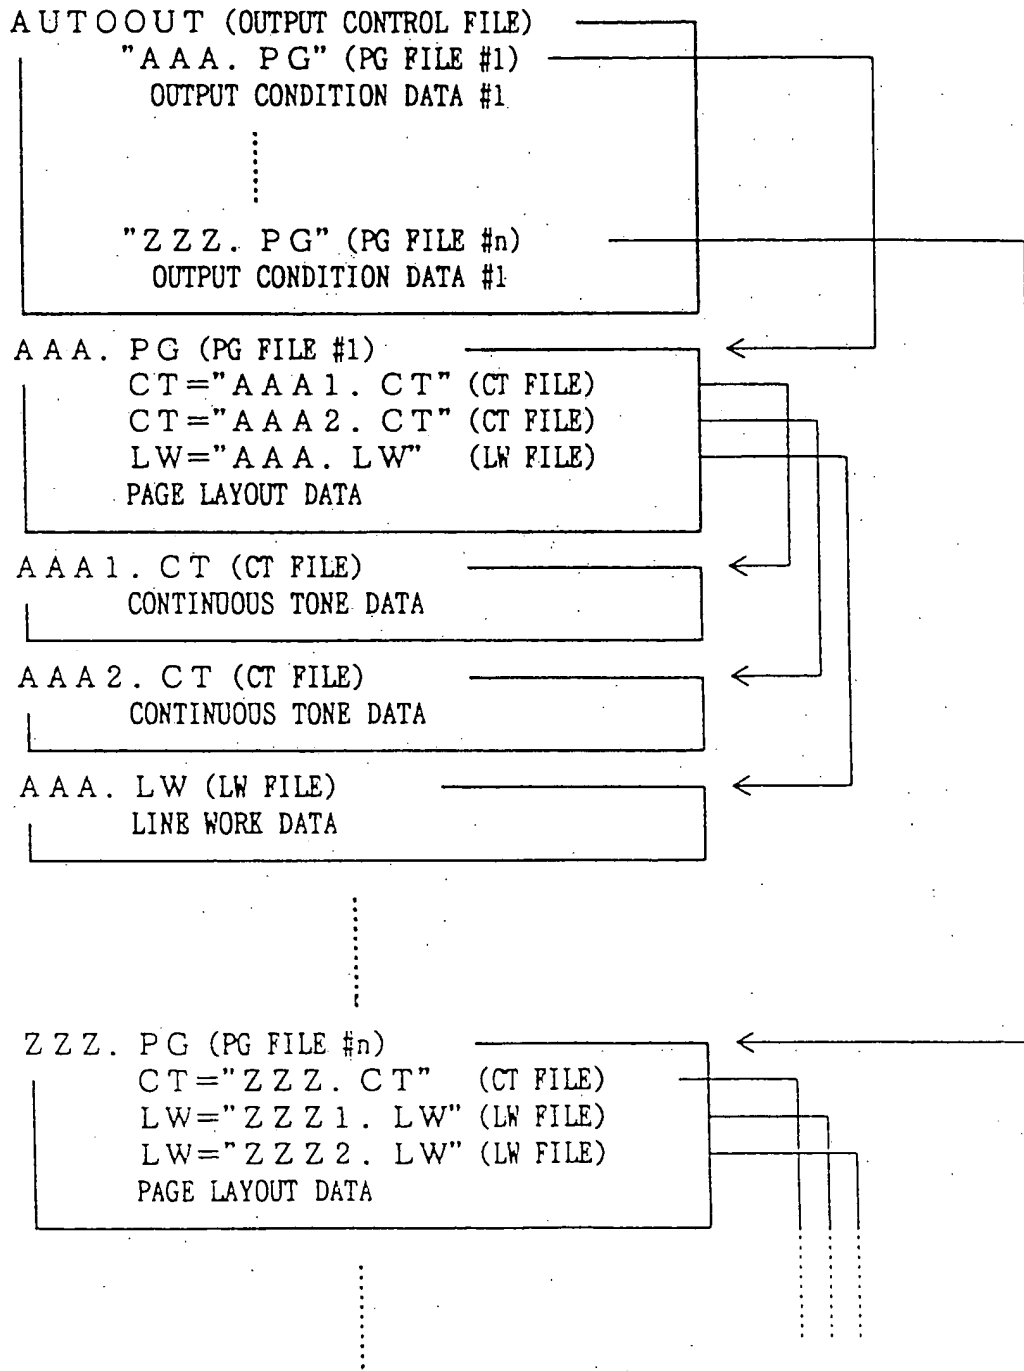 AUTOOUT (OUTPUT CONTROL FILE)
"AAA. PG" (PG FILE #1)
OUTPUT CONDITION DATA #1
"ZZZ. PG" (PG FILE #n)
OUTPUT CONDITION DATA #1
AAA. PG (PG FILE #1)
CT="AAA1. CT" (CT FILE)
CT="AAA2. CT" (CT FILE)
LW="AAA. LW" (LW FILE)
PAGE LAYOUT DATA
AAA1. CT (CT FILE)
CONTINUOUS TONE DATA
AAA2. CT (CT FILE)
CONTINUOUS TONE DATA
AAA. LW (LW FILE)
LINE WORK DATA
ZZZ. PG (PG FILE #n)
CT="ZZZ. CT" (CT FILE)
LW="ZZZ1. LW" (LW FILE)
LW="ZZZ2. LW" (LW FILE)
PAGE LAYOUT DATA